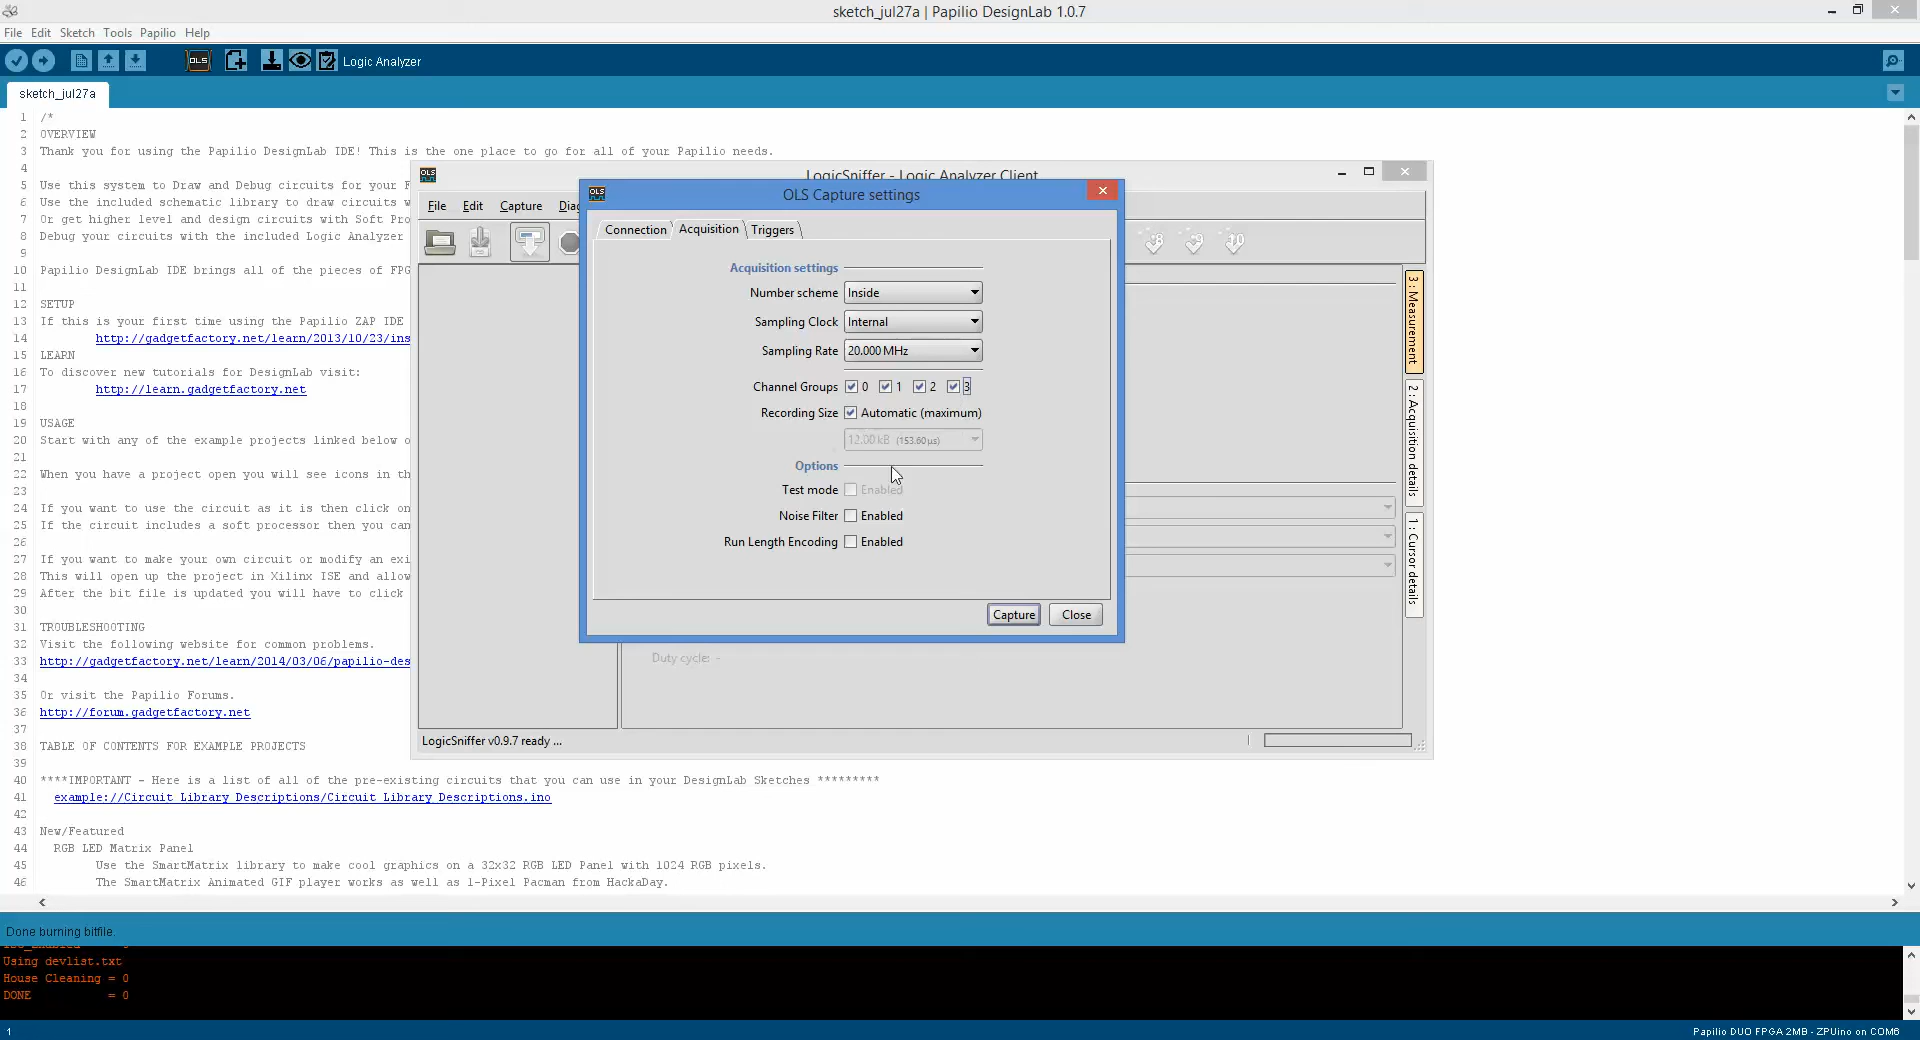 sketch_jul27a | Papilio DesignLab 1.0.7
File Edit Sketch Tools Papilio Help
OLS Logic Analyzer
sketch_jul27a
1 /*
2 OVERVIEW
3 Thank you for using the Papilio DesignLab IDE! This is the one place to go for all of your Papilio needs.
4
5 Use this system to Draw and Debug circuits for your F
6 Use the included schematic library to draw circuits w
7 Or get higher level and design circuits with Soft Pro
8 Debug your circuits with the included Logic Analyzer
9
10 Papilio DesignLab IDE brings all of the pieces of FPG
11
12 SETUP
13 If this is your first time using the Papilio ZAP IDE
14 http://gadgetfactory.net/learn/2013/10/23/ins
15 LEARN
16 To discover new tutorials for DesignLab visit:
17 http://learn.gadgetfactory.net
18
19 USAGE
20 Start with any of the example projects linked below o
21
22 When you have a project open you will see icons in th
23
24 If you want to use the circuit as it is then click on
25 If the circuit includes a soft processor then you can
26
27 If you want to make your own circuit or modify an exi
28 This will open up the project in Xilinx ISE and allow
29 After the bit file is updated you will have to click
30
31 TROUBLESHOOTING
32 Visit the following website for common problems.
33 http://gadgetfactory.net/learn/2014/03/06/papilio-des
34
35 Or visit the Papilio Forums.
36 http://forum.gadgetfactory.net
37
38 TABLE OF CONTENTS FOR EXAMPLE PROJECTS
39
40 ****IMPORTANT - Here is a list of all of the pre-existing circuits that you can use in your DesignLab Sketches *********
41 example://Circuit_Library_Descriptions/Circuit_Library_Descriptions.ino
42
43 New/Featured
44 RGB LED Matrix Panel
45 Use the SmartMatrix library to make cool graphics on a 32x32 RGB LED Panel with 1024 RGB pixels.
46 The SmartMatrix Animated GIF player works as well as 1-Pixel Pacman from HackaDay.
OLS LogicSniffer - Logic Analyzer Client
File Edit Capture Diag
8 9 10
3: Measurement
2: Acquisition details
1: Cursor details
Duty cycle: -
LogicSniffer v0.9.7 ready ...
OLS OLS Capture settings
Connection Acquisition Triggers
Acquisition settings
Number scheme Inside
Sampling Clock Internal
Sampling Rate 20.000 MHz
Channel Groups 0 1 2 3
Recording Size Automatic (maximum)
12.00 kB (153.60 µs)
Options
Test mode Enabled
Noise Filter Enabled
Run Length Encoding Enabled
Capture Close
Done burning bitfile.
Using devlist.txt
House Cleaning = 0
DONE = 0
1 Papilio DUO FPGA 2MB - ZPUino on COM6